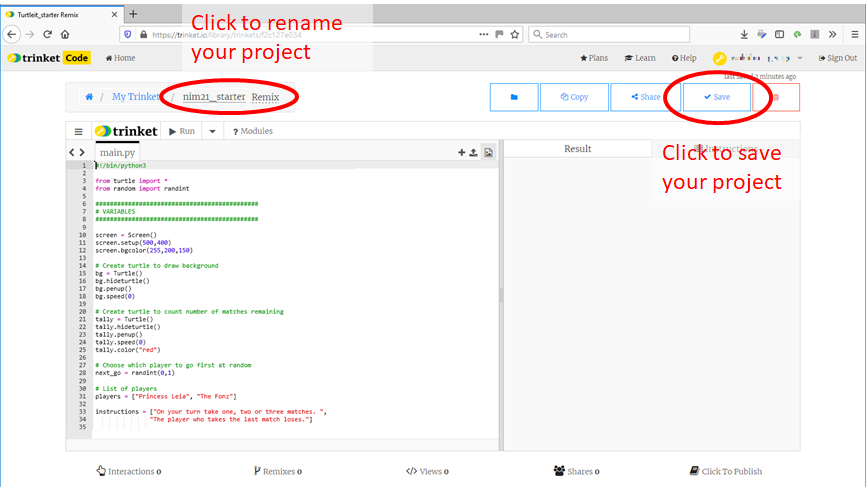 Turtleit_starter Remix
Click to rename
your project
https://trinket.io/library/trinkets/f2c127e034
Search
trinket Code
Home
Plans
Learn
Help
Sign Out
last saved 2 minutes ago
My Trinkets / nim21_starter Remix
Copy
Share
Save
trinket
Run
? Modules
Result
Instructions
Click to save
your project
main.py
1 #!/bin/python3
2
3 from turtle import *
4 from random import randint
5
6 #############################################
7 # VARIABLES
8 #############################################
9
10 screen = Screen()
11 screen.setup(500,400)
12 screen.bgcolor(255,200,150)
13
14 # Create turtle to draw background
15 bg = Turtle()
16 bg.hideturtle()
17 bg.penup()
18 bg.speed(0)
19
20 # Create turtle to count number of matches remaining
21 tally = Turtle()
22 tally.hideturtle()
23 tally.penup()
24 tally.speed(0)
25 tally.color("red")
26
27 # Choose which player to go first at random
28 next_go = randint(0,1)
29
30 # List of players
31 players = ["Princess Leia", "The Fonz"]
32
33 instructions = ["On your turn take one, two or three matches. ",
34 "The player who takes the last match loses."]
35
Interactions 0
Remixes 0
Views 0
Shares 0
Click To Publish